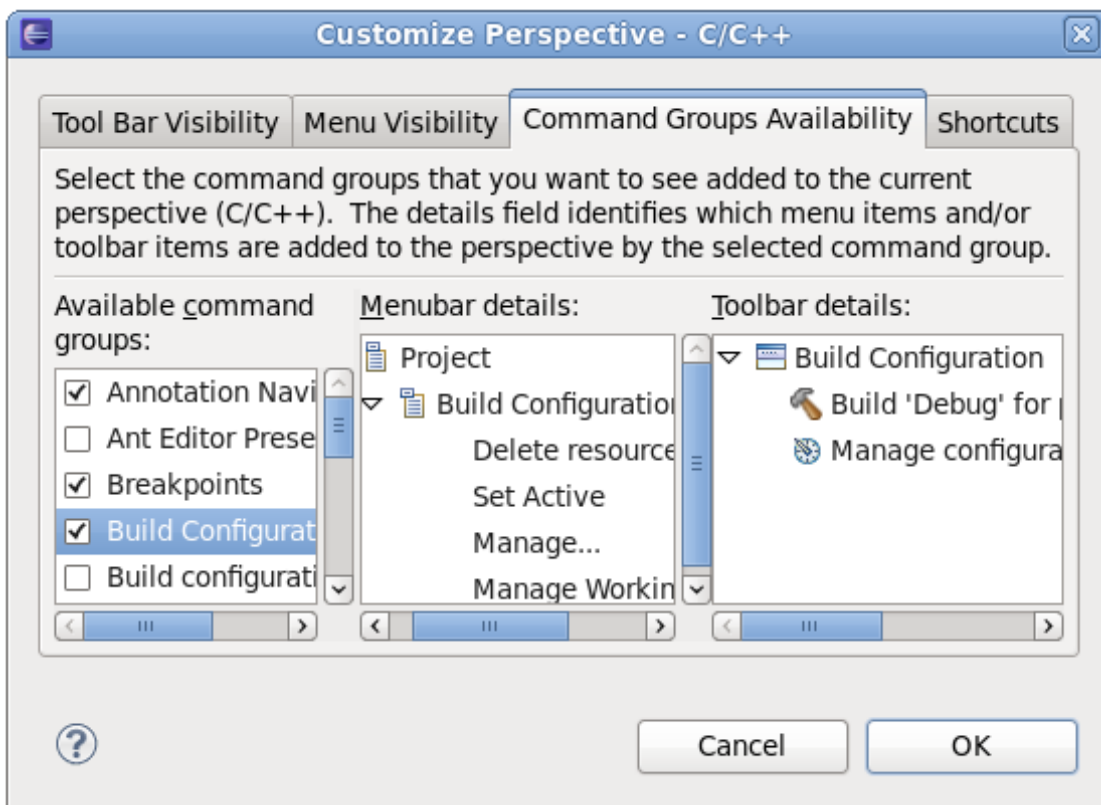 Customize Perspective - C/C++
Tool Bar Visibility
Menu Visibility
Command Groups Availability
Shortcuts
Select the command groups that you want to see added to the current
perspective (C/C++).  The details field identifies which menu items and/or
toolbar items are added to the perspective by the selected command group.
Available command
groups:
Annotation Navi
Ant Editor Prese
Breakpoints
Build Configurat
Build configurati
Menubar details:
Project
Build Configuration
Delete resource
Set Active
Manage...
Manage Workin
Toolbar details:
Build Configuration
Build 'Debug' for
Manage configura
Cancel
OK